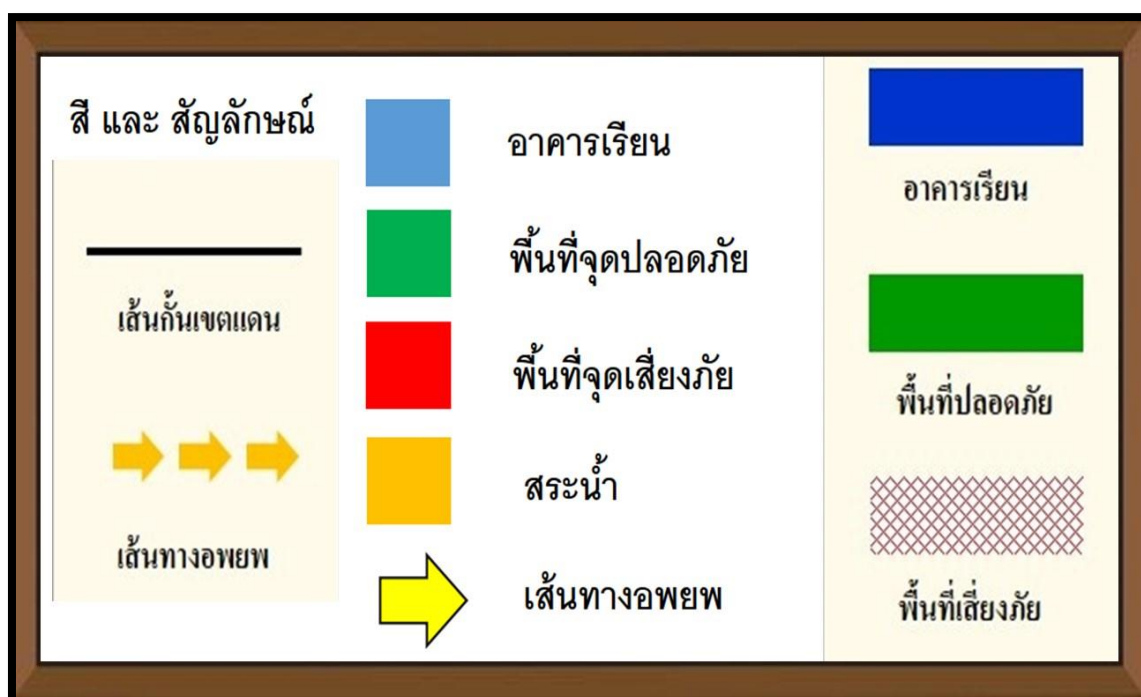 สี และ สัญลักษณ์
เส้นกั้นเขตแดน
เส้นทางอพยพ
อาคารเรียน
พื้นที่จุดปลอดภัย
พื้นที่จุดเสี่ยงภัย
สระน้ำ
เส้นทางอพยพ
อาคารเรียน
พื้นที่ปลอดภัย
พื้นที่เสี่ยงภัย